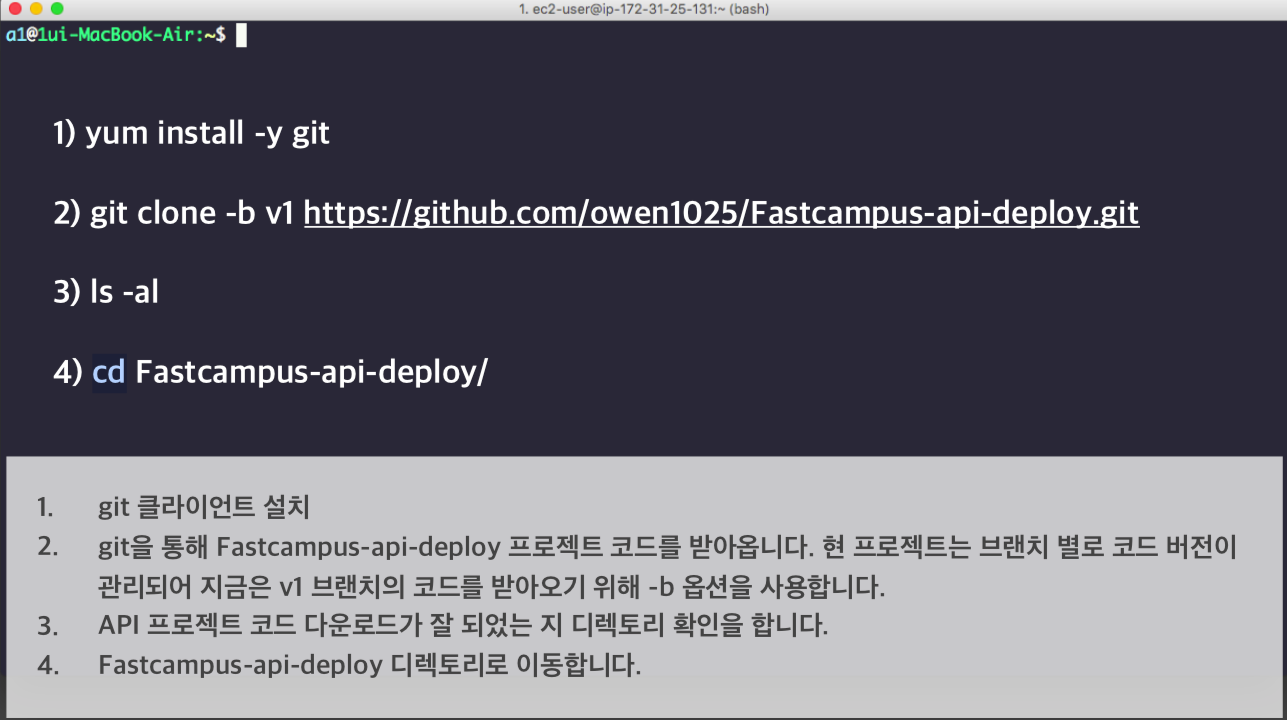 1. ec2-user@ip-172-31-25-131:~ (bash)
a1@1ui-MacBook-Air:~$
1) yum install -y git
2) git clone -b v1 https://github.com/owen1025/Fastcampus-api-deploy.git
3) ls -al
4) cd Fastcampus-api-deploy/
1. git 클라이언트 설치
2. git을 통해 Fastcampus-api-deploy 프로젝트 코드를 받아옵니다. 현 프로젝트는 브랜치 별로 코드 버전이
관리되어 지금은 v1 브랜치의 코드를 받아오기 위해 -b 옵션을 사용합니다.
3. API 프로젝트 코드 다운로드가 잘 되었는 지 디렉토리 확인을 합니다.
4. Fastcampus-api-deploy 디렉토리로 이동합니다.